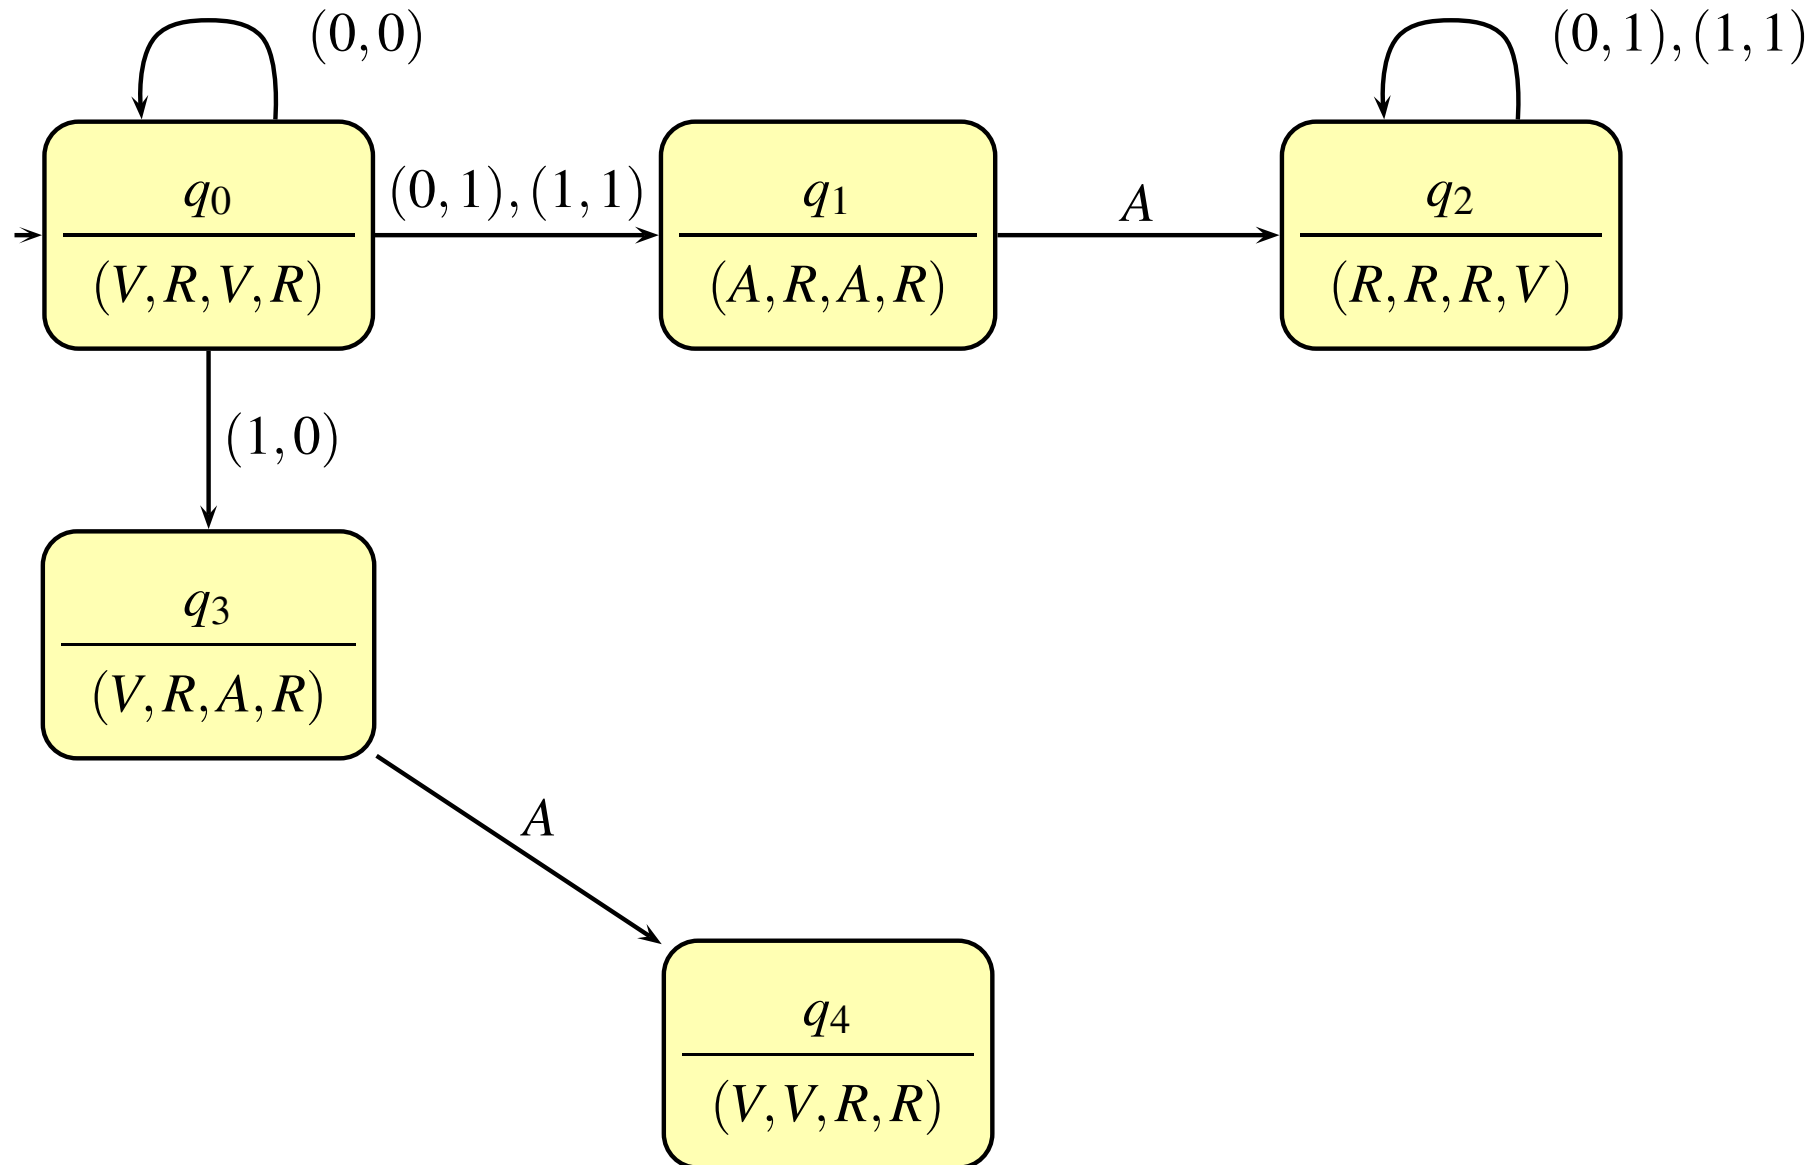 (0,0)
(0,1),(1,1)
q0
(V,R,V,R)
(0,1),(1,1)
q1
(A,R,A,R)
A
q2
(R,R,R,V)
(1,0)
q3
(V,R,A,R)
A
q4
(V,V,R,R)